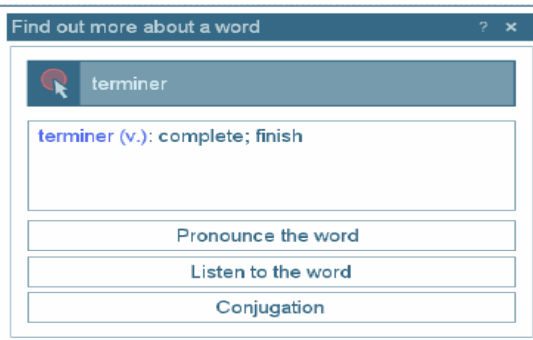 Find out more about a word ? ×
terminer
terminer (v.): complete; finish
Pronounce the word
Listen to the word
Conjugation